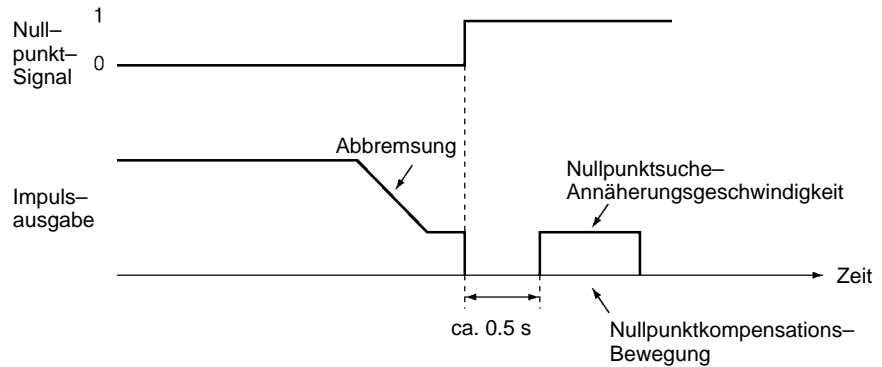 Null–
punkt–
Signal
1
0
Abbremsung
Nullpunktsuche–
Annäherungsgeschwindigkeit
Impuls–
ausgabe
Zeit
ca. 0.5 s
Nullpunktkompensations–
Bewegung